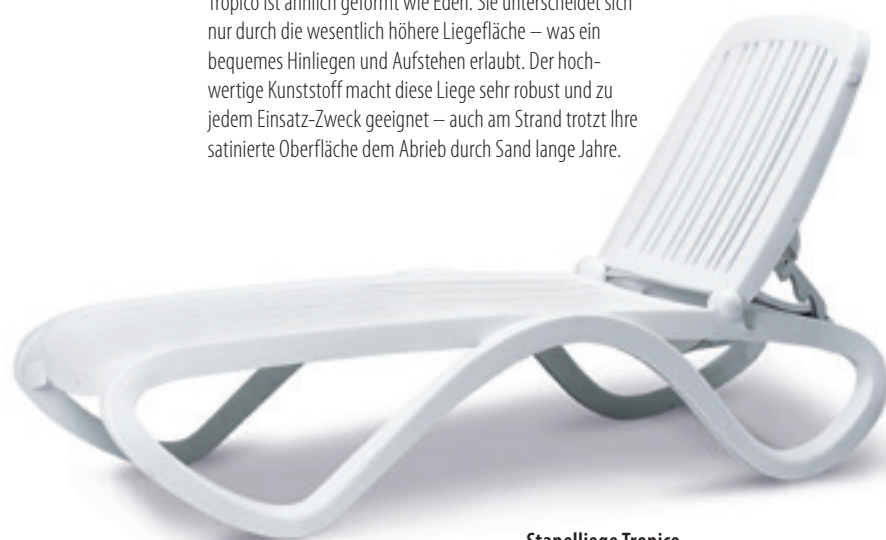 Tropico ist ähnlich geformt wie Eden. Sie unterscheidet sich
nur durch die wesentlich höhere Liegefläche – was ein
bequemes Hinliegen und Aufstehen erlaubt. Der hoch-
wertige Kunststoff macht diese Liege sehr robust und zu
jedem Einsatz-Zweck geeignet – auch am Strand trotzt Ihre
satinierte Oberfläche dem Abrieb durch Sand lange Jahre.
Stapelliege Tropico